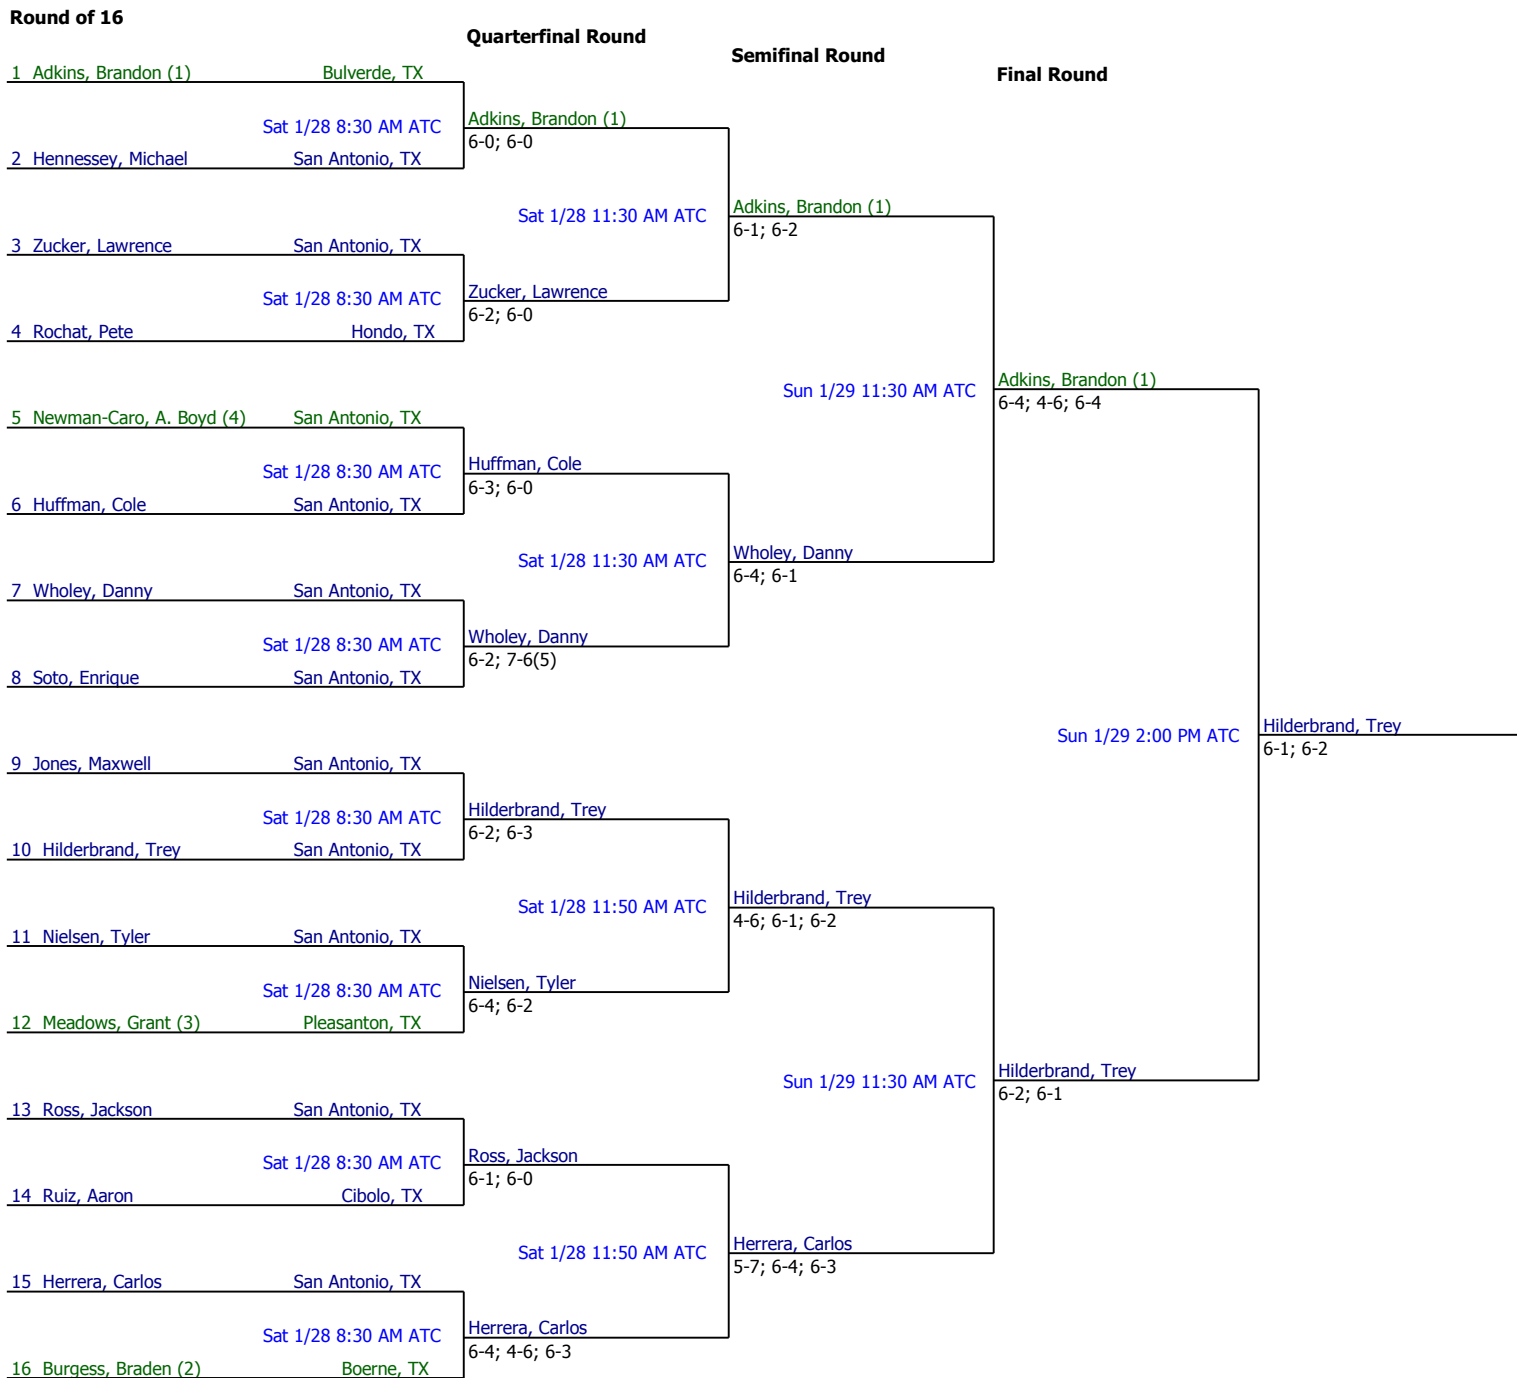 Round of 16
Quarterfinal Round
Semifinal Round
Final Round
1 Adkins, Brandon (1) Bulverde, TX
Sat 1/28 8:30 AM ATC
Adkins, Brandon (1)
6-0; 6-0
2 Hennessey, Michael San Antonio, TX
Sat 1/28 11:30 AM ATC
Adkins, Brandon (1)
6-1; 6-2
3 Zucker, Lawrence San Antonio, TX
Sat 1/28 8:30 AM ATC
Zucker, Lawrence
6-2; 6-0
4 Rochat, Pete Hondo, TX
Sun 1/29 11:30 AM ATC
Adkins, Brandon (1)
6-4; 4-6; 6-4
5 Newman-Caro, A. Boyd (4) San Antonio, TX
Sat 1/28 8:30 AM ATC
Huffman, Cole
6-3; 6-0
6 Huffman, Cole San Antonio, TX
Sat 1/28 11:30 AM ATC
Wholey, Danny
6-4; 6-1
7 Wholey, Danny San Antonio, TX
Sat 1/28 8:30 AM ATC
Wholey, Danny
6-2; 7-6(5)
8 Soto, Enrique San Antonio, TX
Sun 1/29 2:00 PM ATC
Hilderbrand, Trey
6-1; 6-2
9 Jones, Maxwell San Antonio, TX
Sat 1/28 8:30 AM ATC
Hilderbrand, Trey
6-2; 6-3
10 Hilderbrand, Trey San Antonio, TX
Sat 1/28 11:50 AM ATC
Hilderbrand, Trey
4-6; 6-1; 6-2
11 Nielsen, Tyler San Antonio, TX
Sat 1/28 8:30 AM ATC
Nielsen, Tyler
6-4; 6-2
12 Meadows, Grant (3) Pleasanton, TX
Sun 1/29 11:30 AM ATC
Hilderbrand, Trey
6-2; 6-1
13 Ross, Jackson San Antonio, TX
Sat 1/28 8:30 AM ATC
Ross, Jackson
6-1; 6-0
14 Ruiz, Aaron Cibolo, TX
Sat 1/28 11:50 AM ATC
Herrera, Carlos
5-7; 6-4; 6-3
15 Herrera, Carlos San Antonio, TX
Sat 1/28 8:30 AM ATC
Herrera, Carlos
6-4; 4-6; 6-3
16 Burgess, Braden (2) Boerne, TX